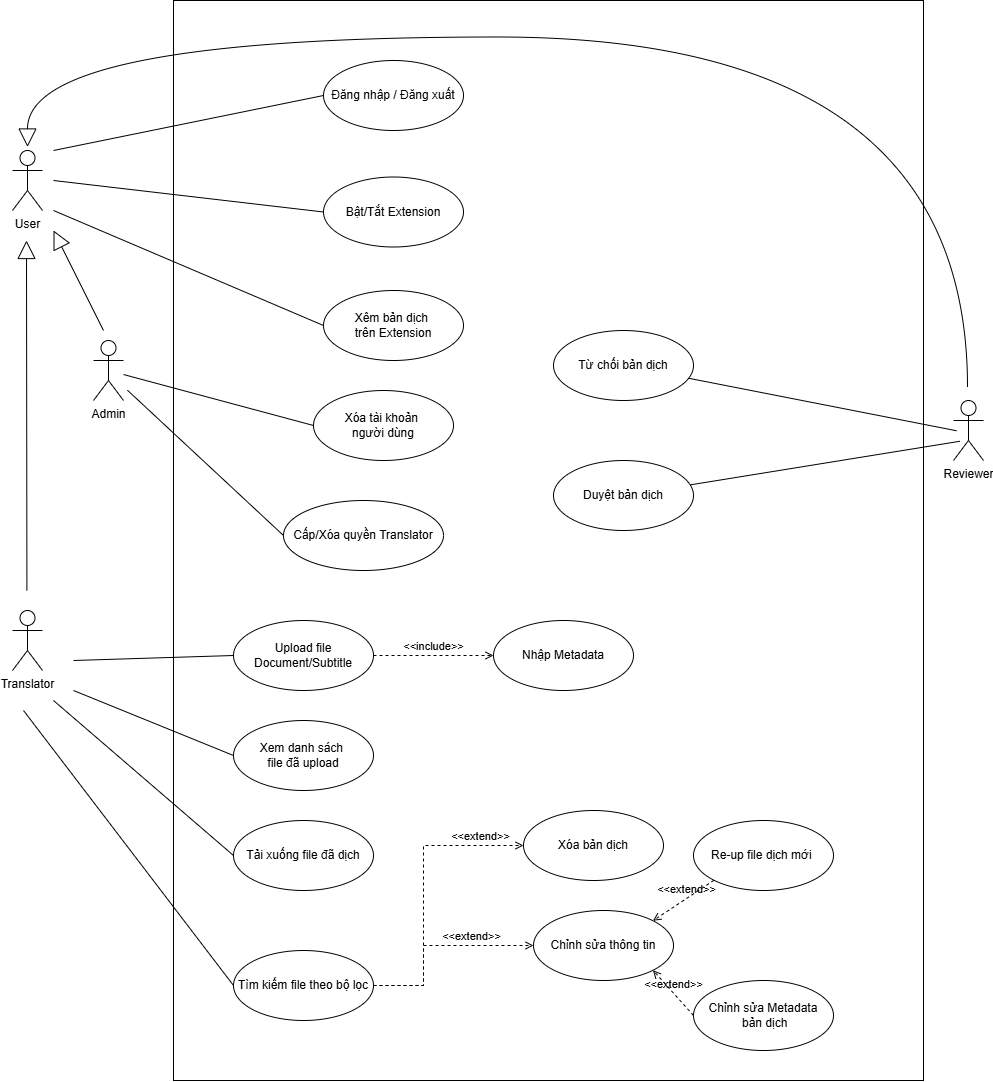 Đăng nhập / Đăng xuất
User
Bật/Tắt Extension
Xêm bản dịch
trên Extension
Từ chối bản dịch
Admin
Xóa tài khoản
người dùng
Reviewer
Duyệt bản dịch
Cấp/Xóa quyền Translator
Translator
Upload file
Document/Subtitle
<<include>>
Nhập Metadata
Xem danh sách
file đã upload
Tải xuống file đã dịch
<<extend>>
Xóa bản dịch
Re-up file dịch mới
<<extend>>
<<extend>>
Chỉnh sửa thông tin
Tìm kiếm file theo bộ lọc
<<extend>>
Chỉnh sửa Metadata
bản dịch